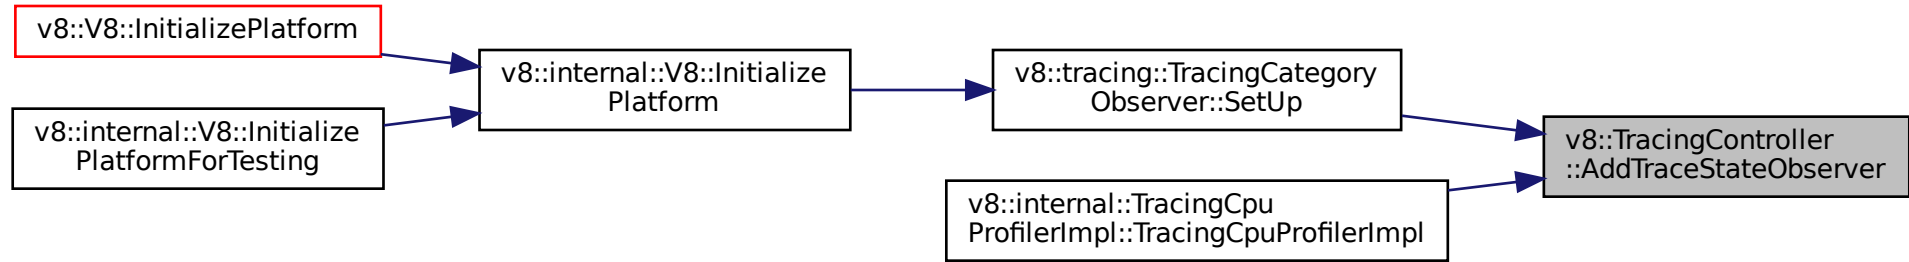 v8::V8::InitializePlatform
v8::internal::V8::Initialize
PlatformForTesting
v8::internal::V8::Initialize
Platform
v8::tracing::TracingCategory
Observer::SetUp
v8::internal::TracingCpu
ProfilerImpl::TracingCpuProfilerImpl
v8::TracingController
::AddTraceStateObserver